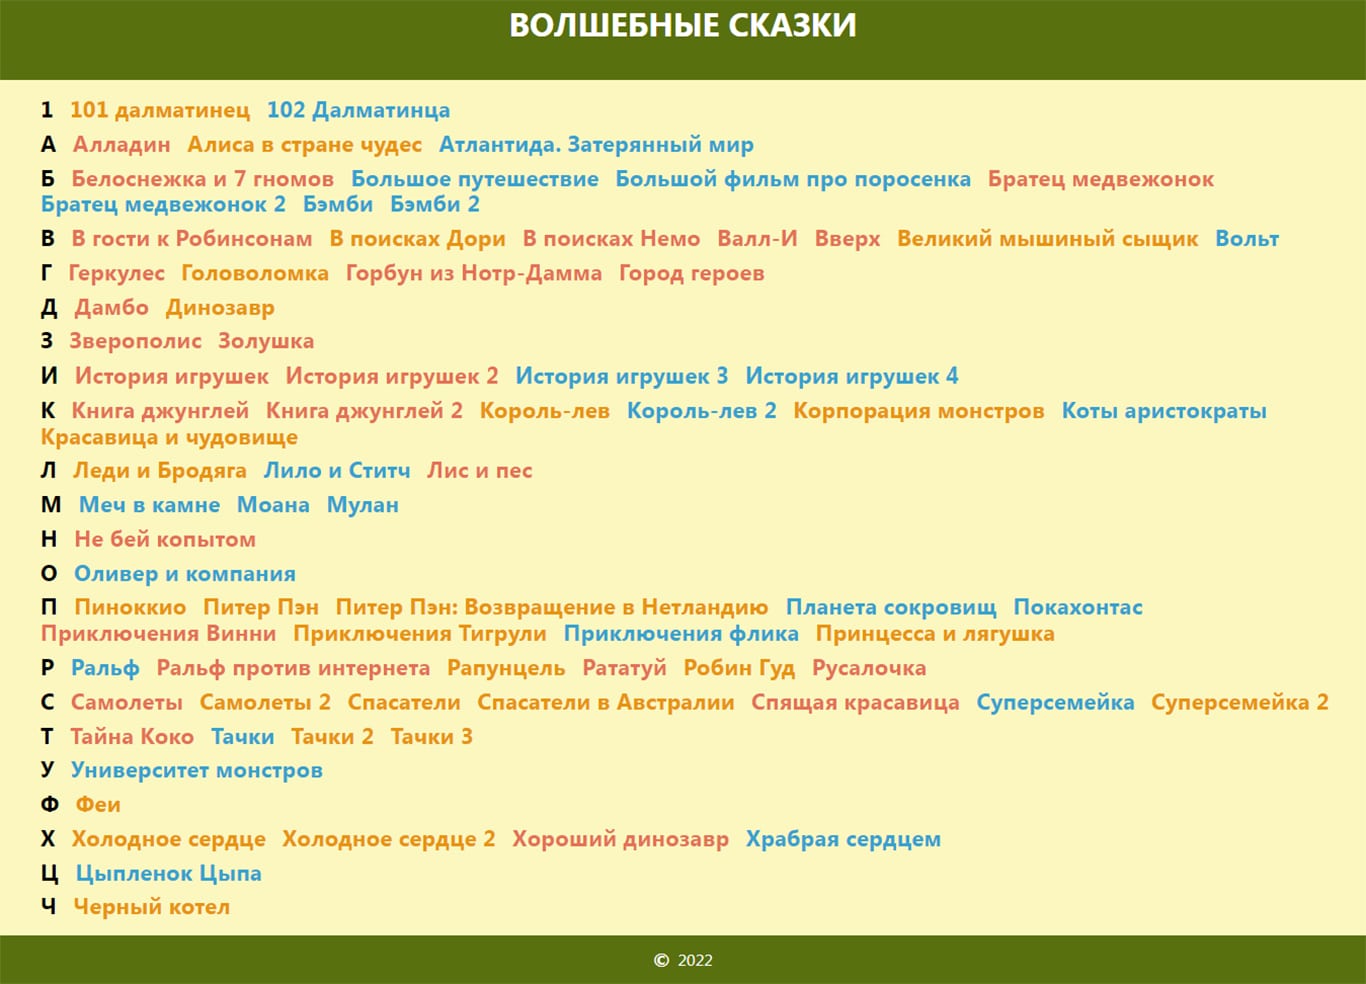 ВОЛШЕБНЫЕ СКАЗКИ
1 101 далматинец 102 Далматинца
А Алладин Алиса в стране чудес Атлантида. Затерянный мир
Б Белоснежка и 7 гномов Большое путешествие Большой фильм про поросенка Братец медвежонок
Братец медвежонок 2 Бэмби Бэмби 2
В В гости к Робинсонам В поисках Дори В поисках Немо Валл-И Вверх Великий мышиный сыщик Вольт
Г Геркулес Головоломка Горбун из Нотр-Дамма Город героев
Д Дамбо Динозавр
З Зверополис Золушка
И История игрушек История игрушек 2 История игрушек 3 История игрушек 4
К Книга джунглей Книга джунглей 2 Король-лев Король-лев 2 Корпорация монстров Коты аристократы
Красавица и чудовище
Л Леди и Бродяга Лило и Ститч Лис и пес
М Меч в камне Моана Мулан
Н Не бей копытом
О Оливер и компания
П Пиноккио Питер Пэн Питер Пэн: Возвращение в Нетландию Планета сокровищ Покахонтас
Приключения Винни Приключения Тигрули Приключения флика Принцесса и лягушка
Р Ральф Ральф против интернета Рапунцель Рататуй Робин Гуд Русалочка
С Самолеты Самолеты 2 Спасатели Спасатели в Австралии Спящая красавица Суперсемейка Суперсемейка 2
Т Тайна Коко Тачки Тачки 2 Тачки 3
У Университет монстров
Ф Феи
Х Холодное сердце Холодное сердце 2 Хороший динозавр Храбрая сердцем
Ц Цыпленок Цыпа
Ч Черный котел
© 2022